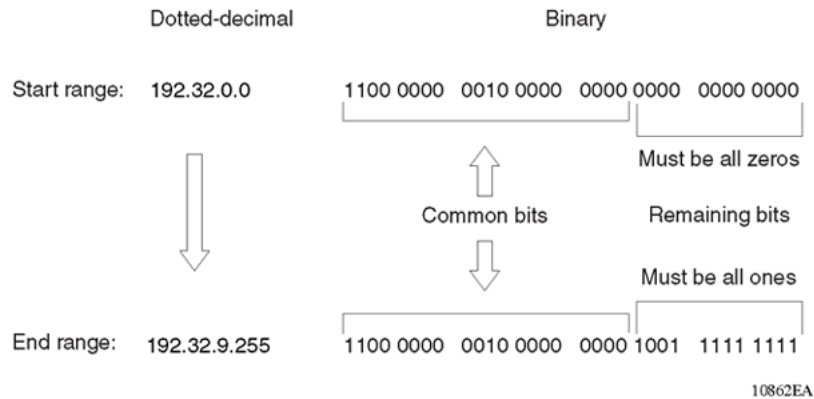 Dotted-decimal Binary
Start range: 192.32.0.0 1100 0000 0010 0000 0000 0000 0000 0000
Must be all zeros
Common bits Remaining bits
Must be all ones
End range: 192.32.9.255 1100 0000 0010 0000 0000 1001 1111 1111
10862EA